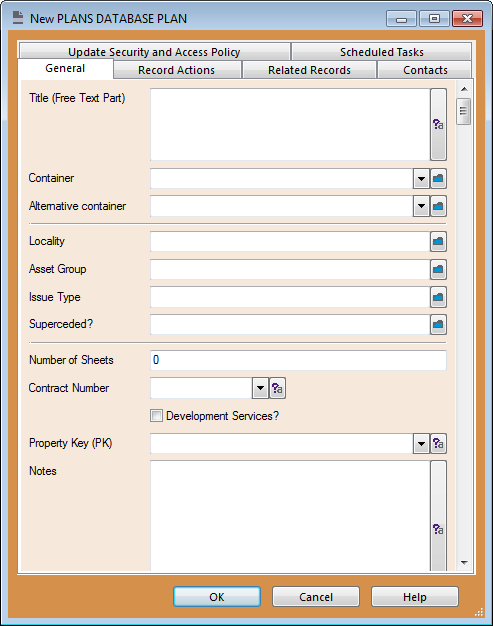 New PLANS DATABASE PLAN
Update Security and Access Policy
Scheduled Tasks
General
Record Actions
Related Records
Contacts
Title (Free Text Part)
?a
Container
Alternative container
Locality
Asset Group
Issue Type
Superceded?
Number of Sheets
0
Contract Number
?a
Development Services?
Property Key (PK)
?a
Notes
?a
OK
Cancel
Help